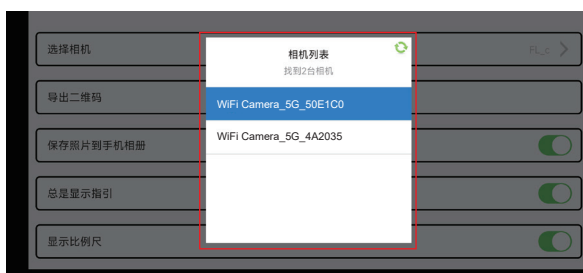 选择相机
FL_c
相机列表
找到2台相机
导出二维码
WiFi Camera_5G_50E1C0
WiFi Camera_5G_4A2035
保存照片到手机相册
总是显示指引
显示比例尺